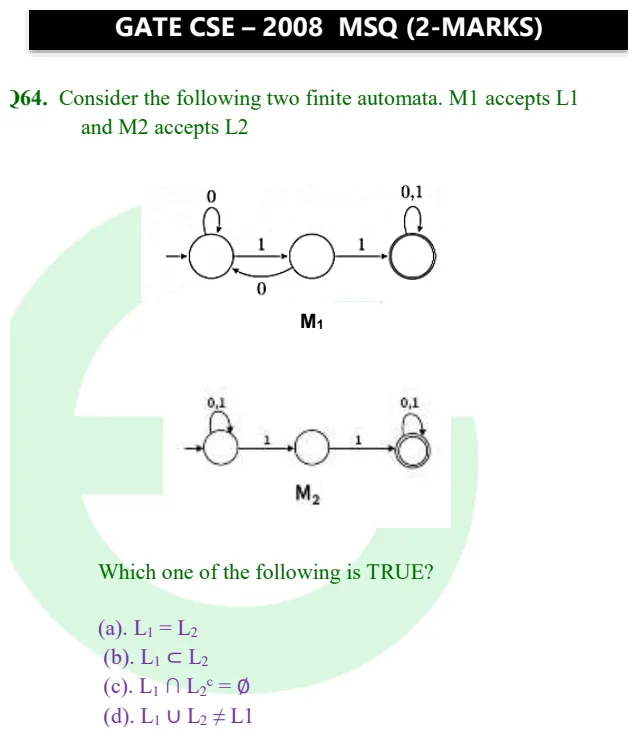 GATE CSE – 2008 MSQ (2-MARKS)
Q64. Consider the following two finite automata. M1 accepts L1
and M2 accepts L2
0
0,1
1
1
0
M₁
0,1
0,1
1
1
M₂
Which one of the following is TRUE?
(a). L₁ = L₂
(b). L₁ ⊂ L₂
(c). L₁ ∩ L₂ᶜ = ∅
(d). L₁ ∪ L₂ ≠ L1